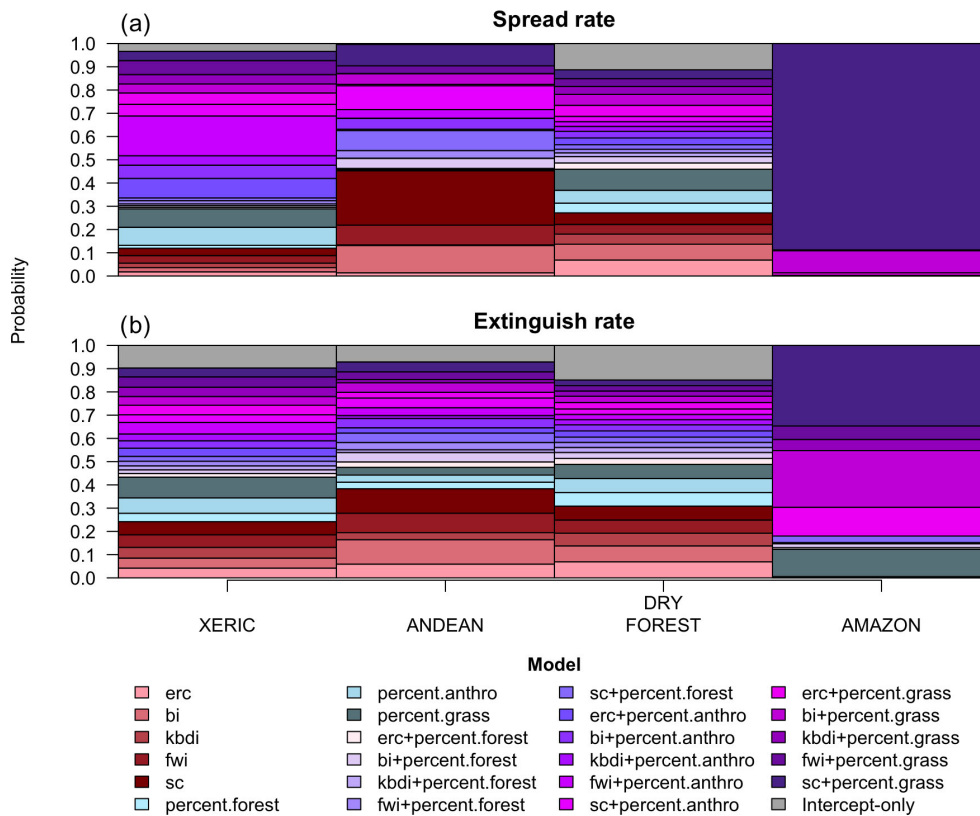 (a) Spread rate
1.0
0.9
0.8
0.7
0.6
0.5
0.4
0.3
0.2
0.1
0.0
Probability
(b) Extinguish rate
1.0
0.9
0.8
0.7
0.6
0.5
0.4
0.3
0.2
0.1
0.0
XERIC ANDEAN DRY FOREST AMAZON
Model
erc percent.anthro sc+percent.forest erc+percent.grass
bi percent.grass erc+percent.anthro bi+percent.grass
kbdi erc+percent.forest bi+percent.anthro kbdi+percent.grass
fwi bi+percent.forest kbdi+percent.anthro fwi+percent.grass
sc kbdi+percent.forest fwi+percent.anthro sc+percent.grass
percent.forest fwi+percent.forest sc+percent.anthro Intercept-only